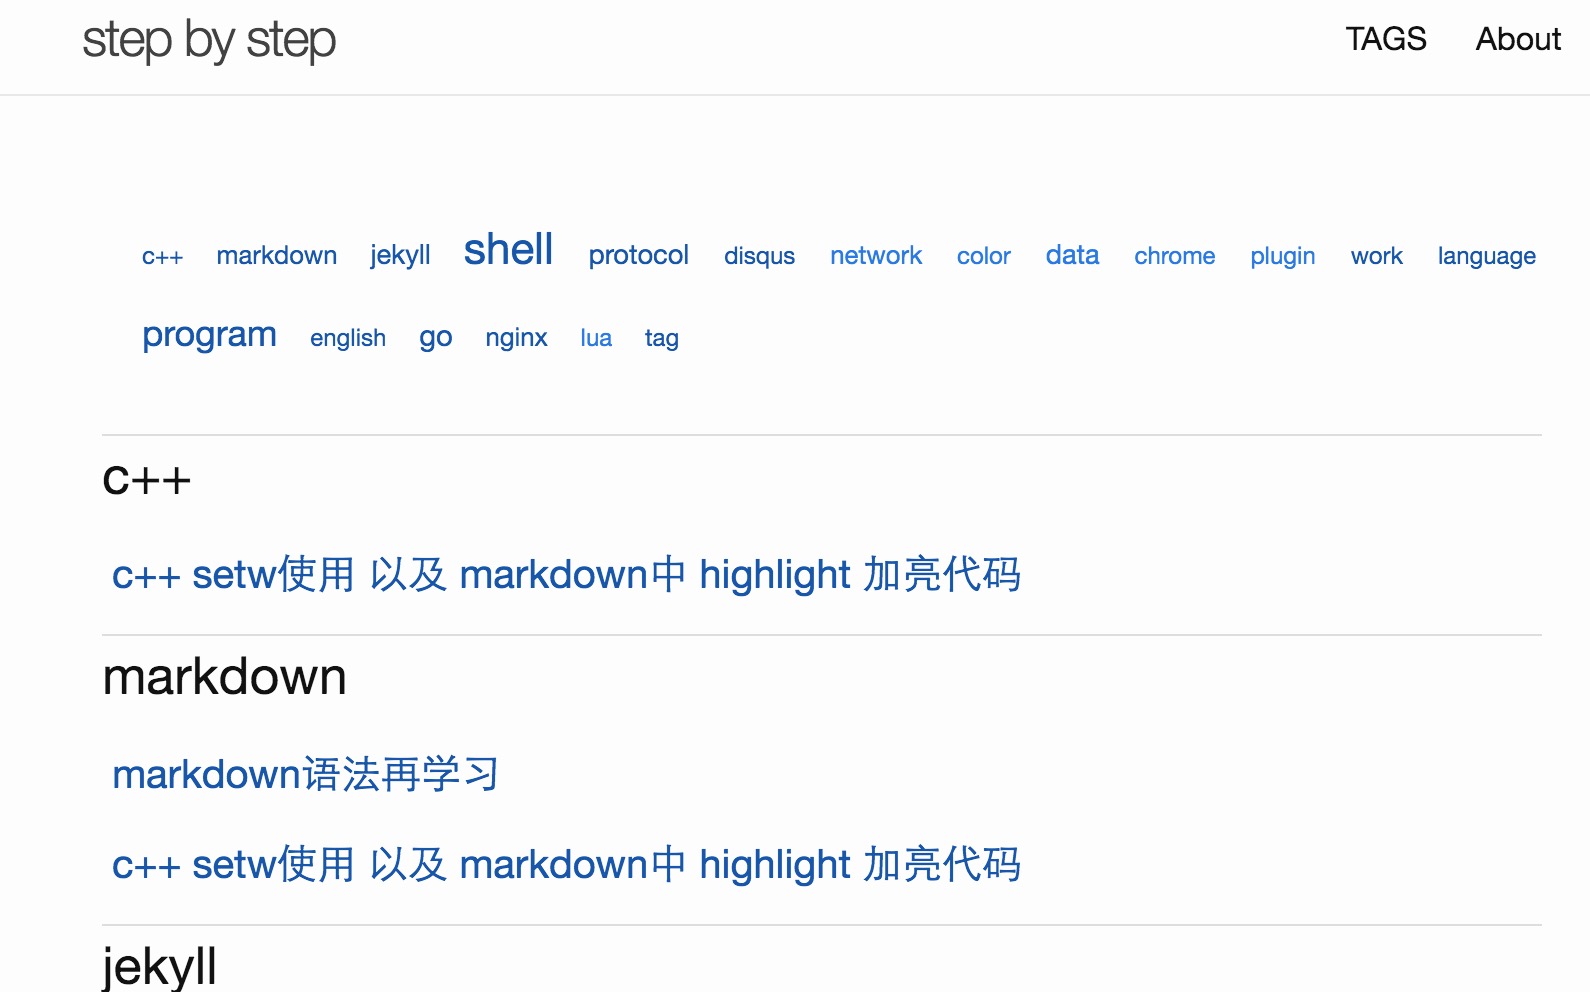 step by step TAGS About
c++ markdown jekyll shell protocol disqus network color data chrome plugin work language
program english go nginx lua tag
c++
c++ setw使用 以及 markdown中 highlight 加亮代码
markdown
markdown语法再学习
c++ setw使用 以及 markdown中 highlight 加亮代码
jekyll